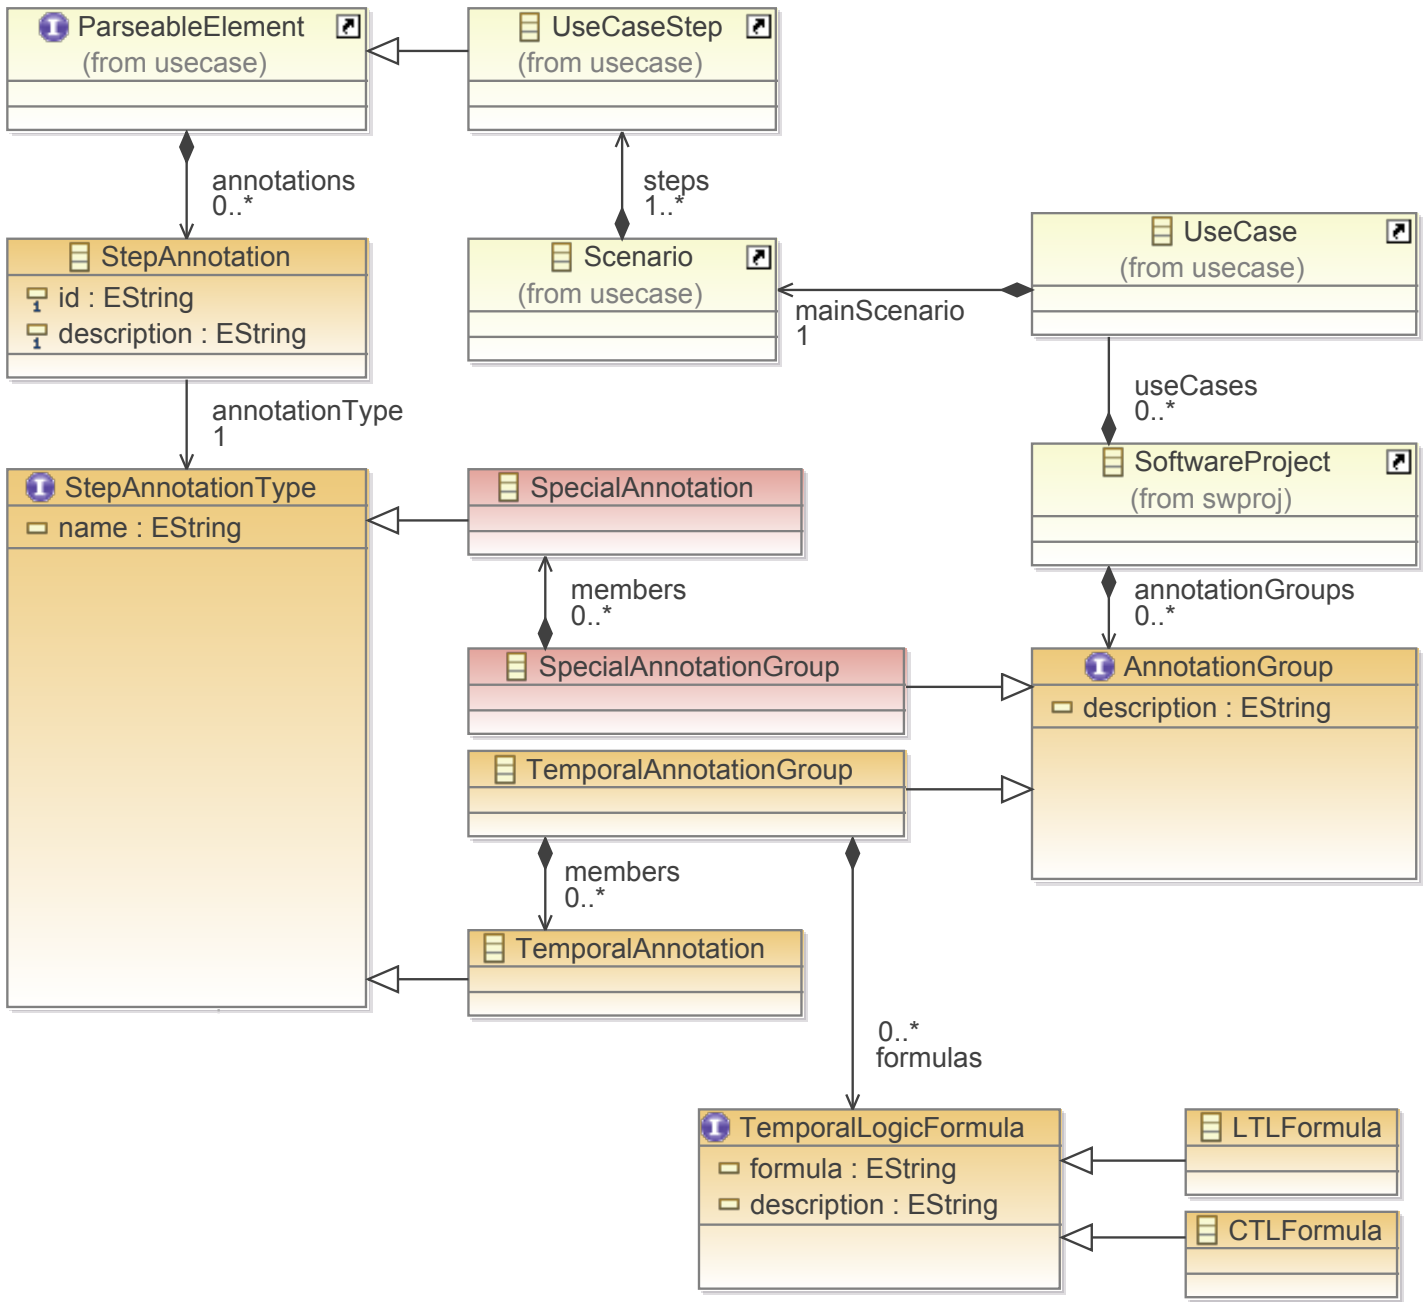 ParseableElement
(from usecase)
UseCaseStep
(from usecase)
annotations
0..*
steps
1..*
StepAnnotation
1 id : EString
1 description : EString
Scenario
(from usecase)
UseCase
(from usecase)
mainScenario
1
annotationType
1
useCases
0..*
StepAnnotationType
name : EString
SpecialAnnotation
SoftwareProject
(from swproj)
members
0..*
annotationGroups
0..*
SpecialAnnotationGroup
AnnotationGroup
description : EString
TemporalAnnotationGroup
members
0..*
TemporalAnnotation
0..*
formulas
TemporalLogicFormula
formula : EString
description : EString
LTLFormula
CTLFormula